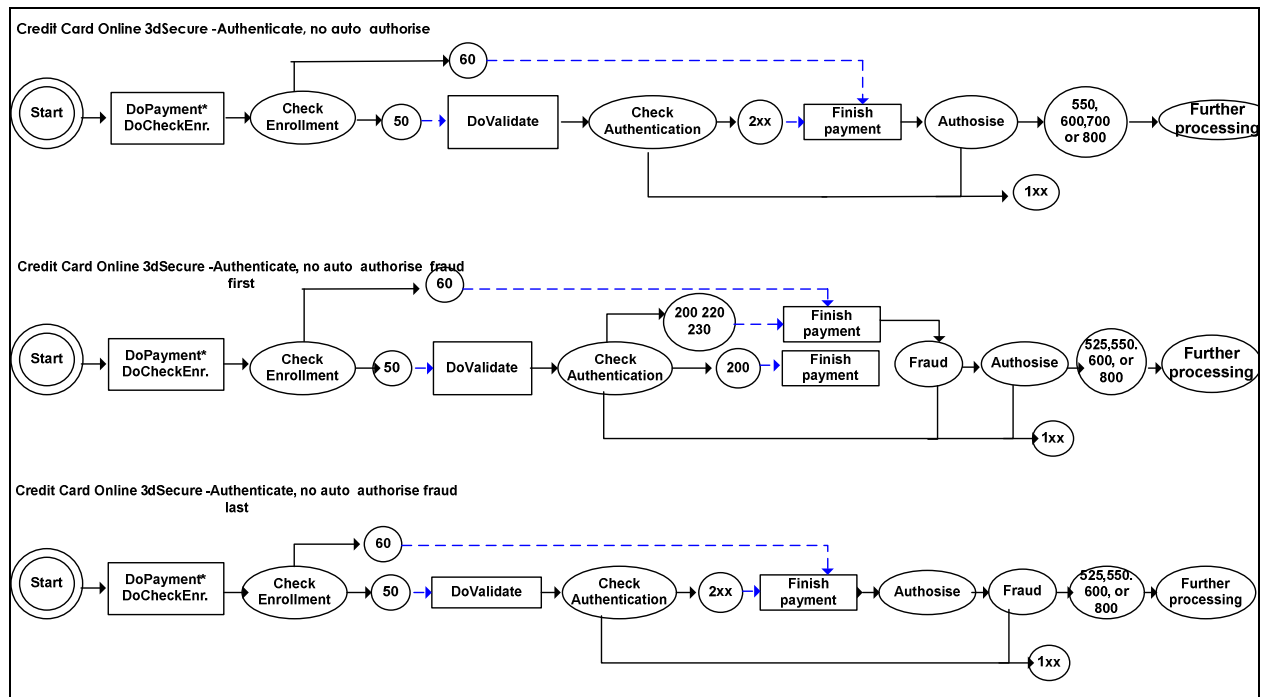 Credit Card Online 3dSecure -Authenticate, no auto authorise
60
Start
DoPayment*
DoCheckEnr.
Check
Enrollment
50
DoValidate
Check
Authentication
2xx
Finish
payment
Authosise
550,
600,700
or 800
Further
processing
1xx
Credit Card Online 3dSecure -Authenticate, no auto authorise fraud
first
60
200 220
230
Finish
payment
Start
DoPayment*
DoCheckEnr.
Check
Enrollment
50
DoValidate
Check
Authentication
200
Finish
payment
Fraud
Authosise
525,550.
600, or
800
Further
processing
1xx
Credit Card Online 3dSecure -Authenticate, no auto authorise fraud
last
60
Start
DoPayment*
DoCheckEnr.
Check
Enrollment
50
DoValidate
Check
Authentication
2xx
Finish
payment
Authosise
Fraud
525,550.
600, or
800
Further
processing
1xx